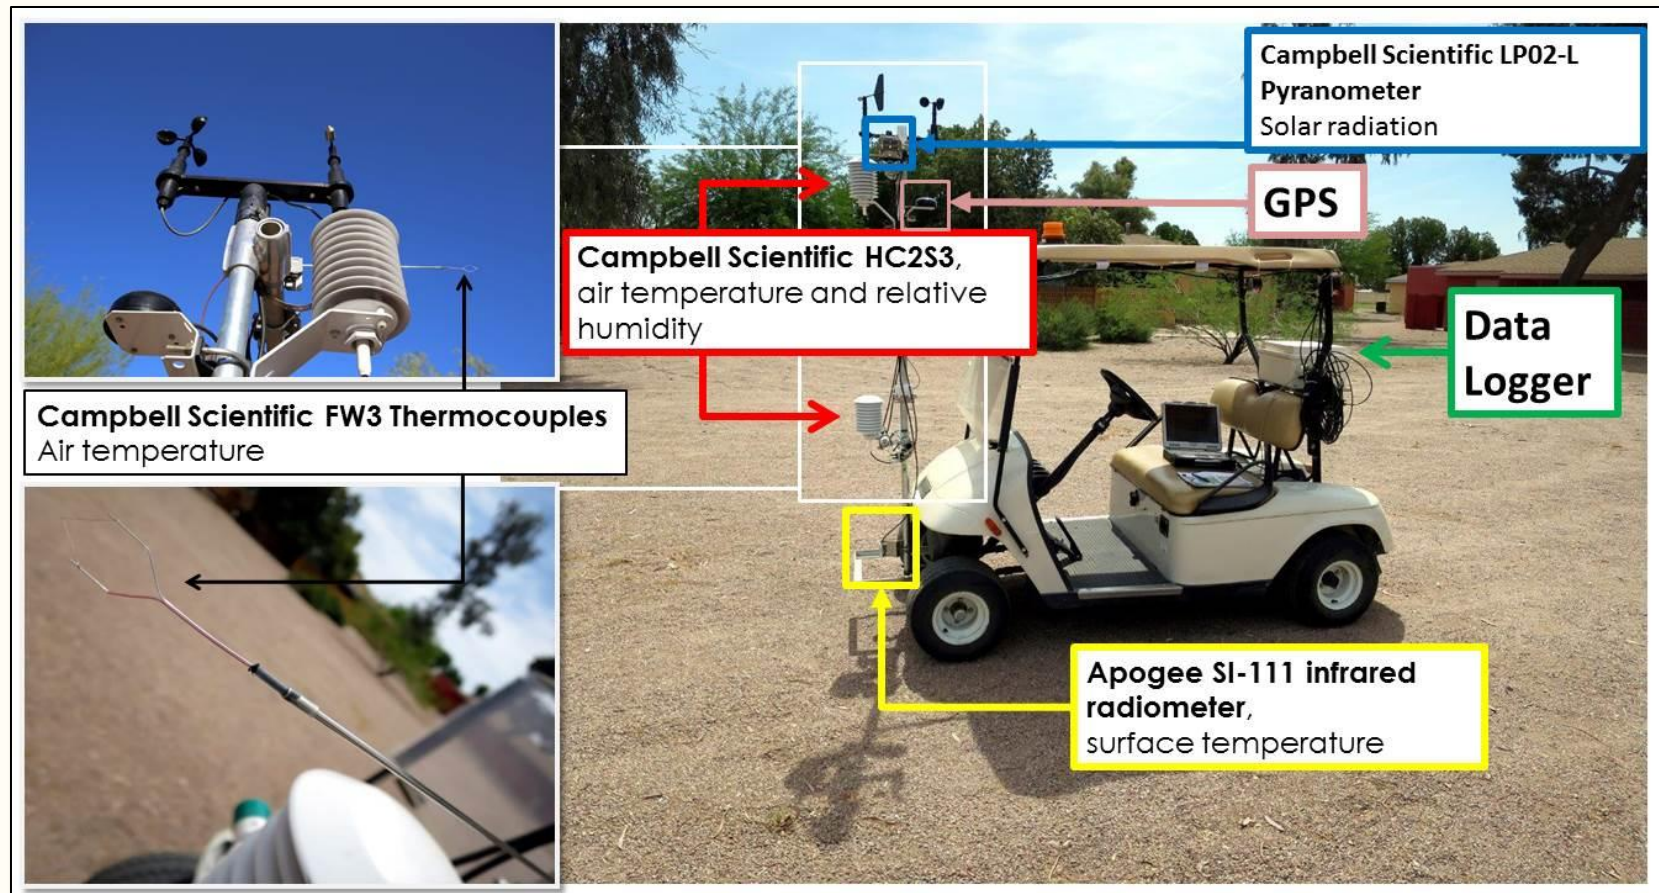 Campbell Scientific LP02-L
Pyranometer
Solar radiation
GPS
Campbell Scientific HC2S3,
air temperature and relative
humidity
Data
Logger
Campbell Scientific FW3 Thermocouples
Air temperature
Apogee SI-111 infrared
radiometer,
surface temperature